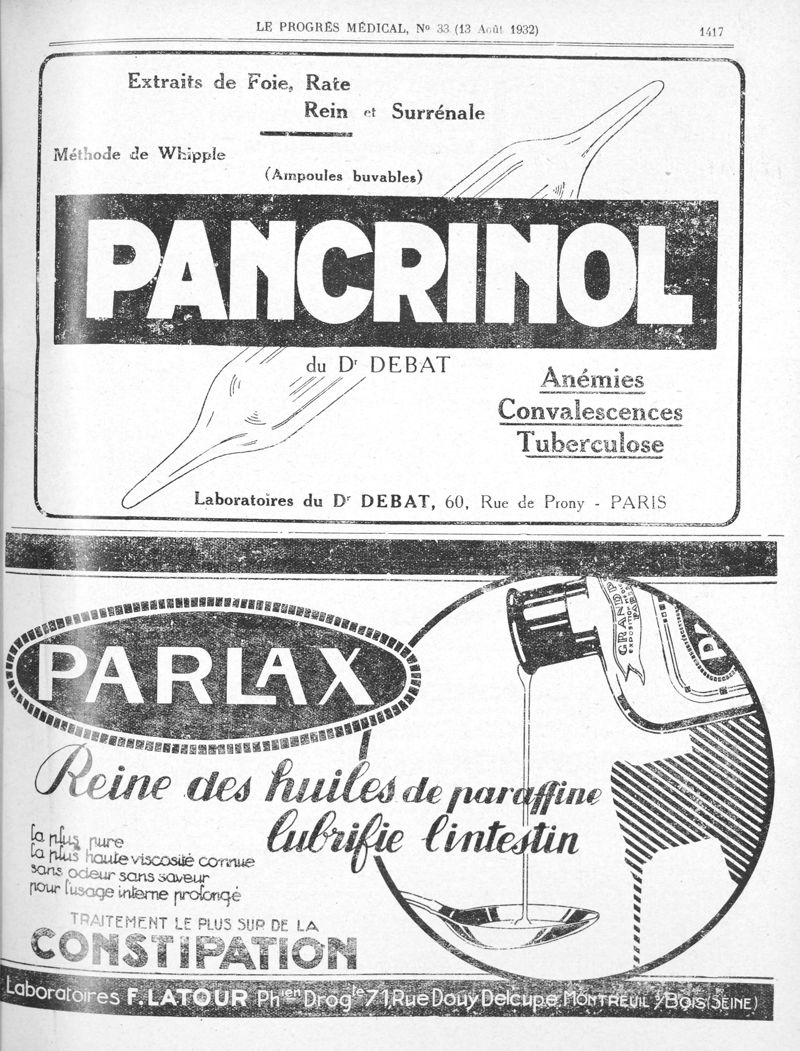 LE PROGRÈS MÉDICAL, Nº 33 (13 Août 1932)
1417
Extraits de Foie, Rate
Rein et Surrénale
Méthode de Whipple
(Ampoules buvables)
PANCRINOL
du Dr DEBAT
Anémies
Convalescences
Tuberculose
Laboratoires du Dr DEBAT, 60, Rue de Prony - PARIS
GRAND P
EXPOSITION
PARIS
PARLAX
Reine des huiles de paraffine
lubrifie l'intestin
la plus pure
la plus haute viscosité connue
sans odeur sans saveur
pour l'usage interne prolongé
TRAITEMENT LE PLUS SUR DE LA
CONSTIPATION
Laboratoires F. LATOUR Phien Drogte 71, Rue Douy Delcupe, MONTREUIL s/BOIS (SEINE)